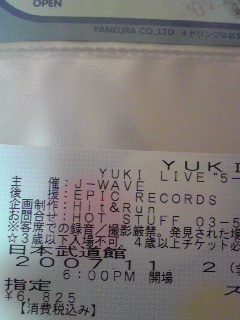 OPEN
YANEURA CO.,LTD
＊ドリンク
YUKI
YUKI LIVE "5-
主 催：J-WAVE
後 援：EPIC RECORDS
企画制作：Hit&Run
お問合せ：HOT STUFF 03-5
※客席での録音／撮影厳禁。発見された場
☆３歳以下入場不可。４歳以上チケット必
日本武道館
2007 11 2(
6:00PM 開場
指定
￥6,825
【消費税込み】